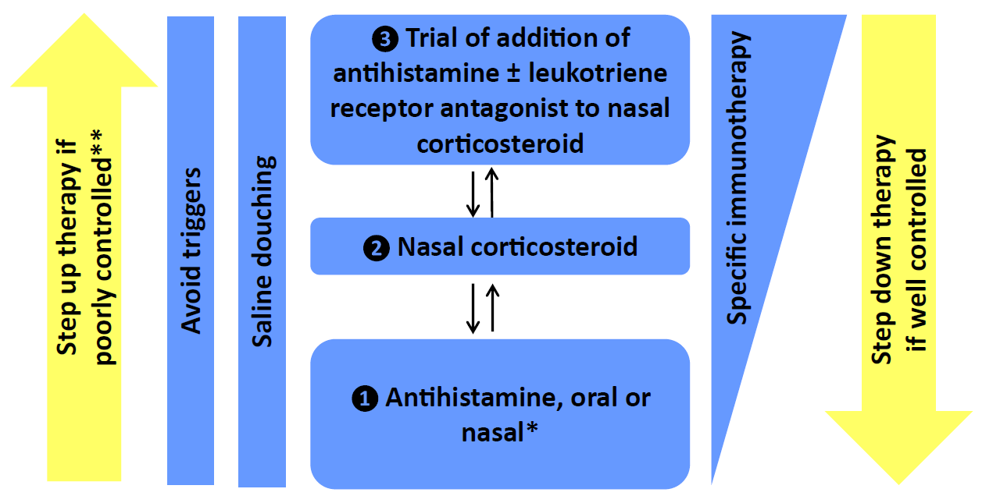 Step up therapy if
poorly controlled**
Avoid triggers
Saline douching
❸ Trial of addition of
antihistamine ± leukotriene
receptor antagonist to nasal
corticosteroid
❷ Nasal corticosteroid
❶ Antihistamine, oral or
nasal*
Specific immunotherapy
Step down therapy
if well controlled